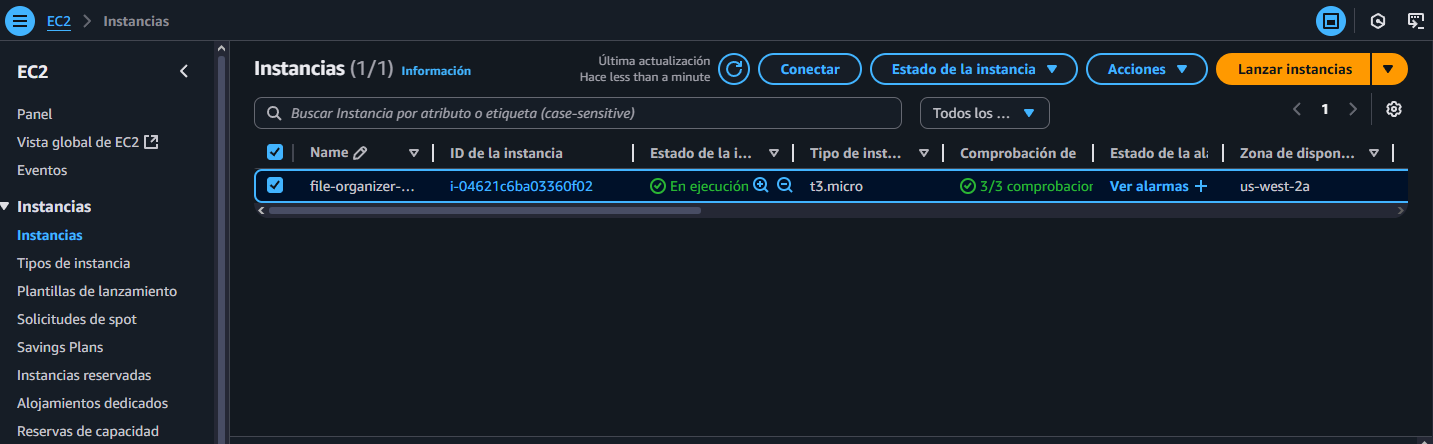 EC2 > Instancias
EC2
Panel
Vista global de EC2
Eventos
Instancias
Instancias
Tipos de instancia
Plantillas de lanzamiento
Solicitudes de spot
Savings Plans
Instancias reservadas
Alojamientos dedicados
Reservas de capacidad
Instancias (1/1) Información
Última actualización
Hace less than a minute
Conectar
Estado de la instancia
Acciones
Lanzar instancias
Buscar Instancia por atributo o etiqueta (case-sensitive)
Todos los ...
1
Name ID de la instancia Estado de la i... Tipo de inst... Comprobación de Estado de la ala Zona de dispon...
file-organizer-... i-04621c6ba03360f02 En ejecución t3.micro 3/3 comprobacion Ver alarmas + us-west-2a